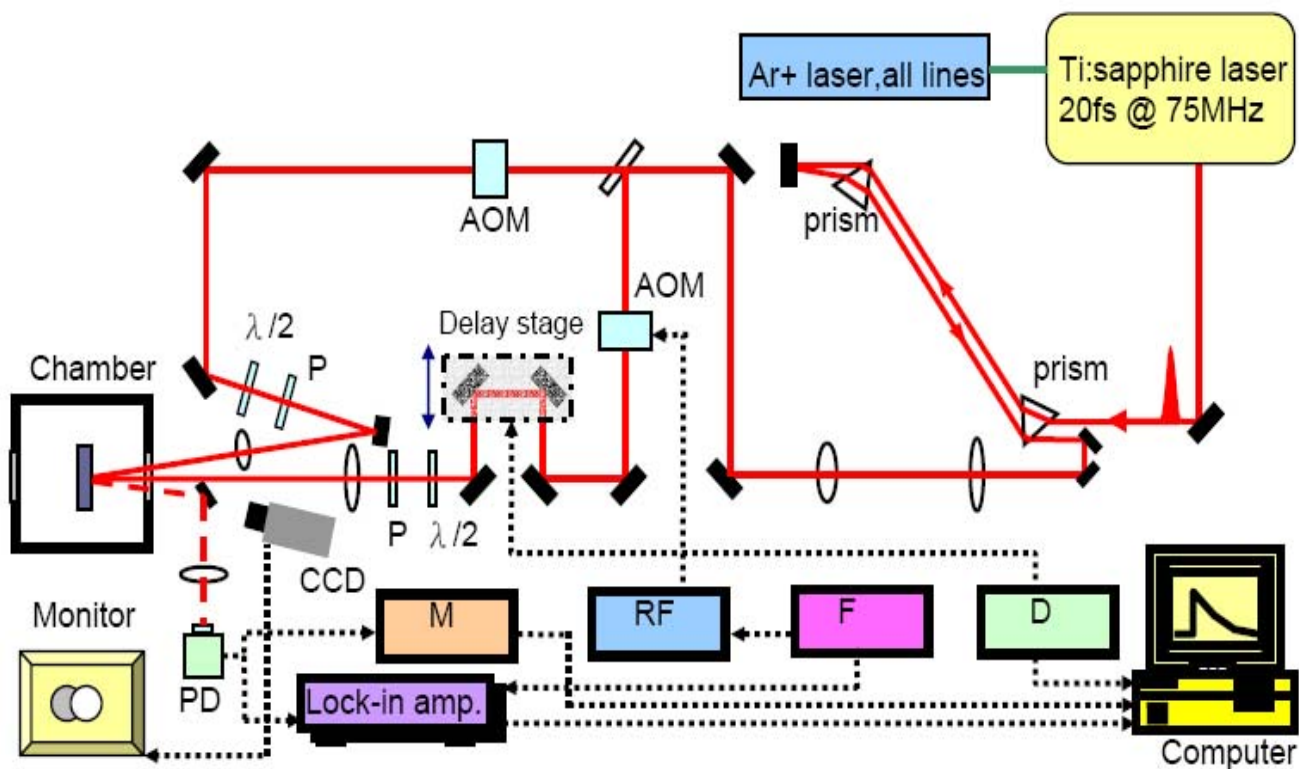 Ar+ laser,all lines
Ti:sapphire laser
20fs @ 75MHz
AOM
prism
AOM
λ/2
P
Delay stage
Chamber
prism
P
λ/2
CCD
Monitor
M
RF
F
D
PD
Lock-in amp.
Computer